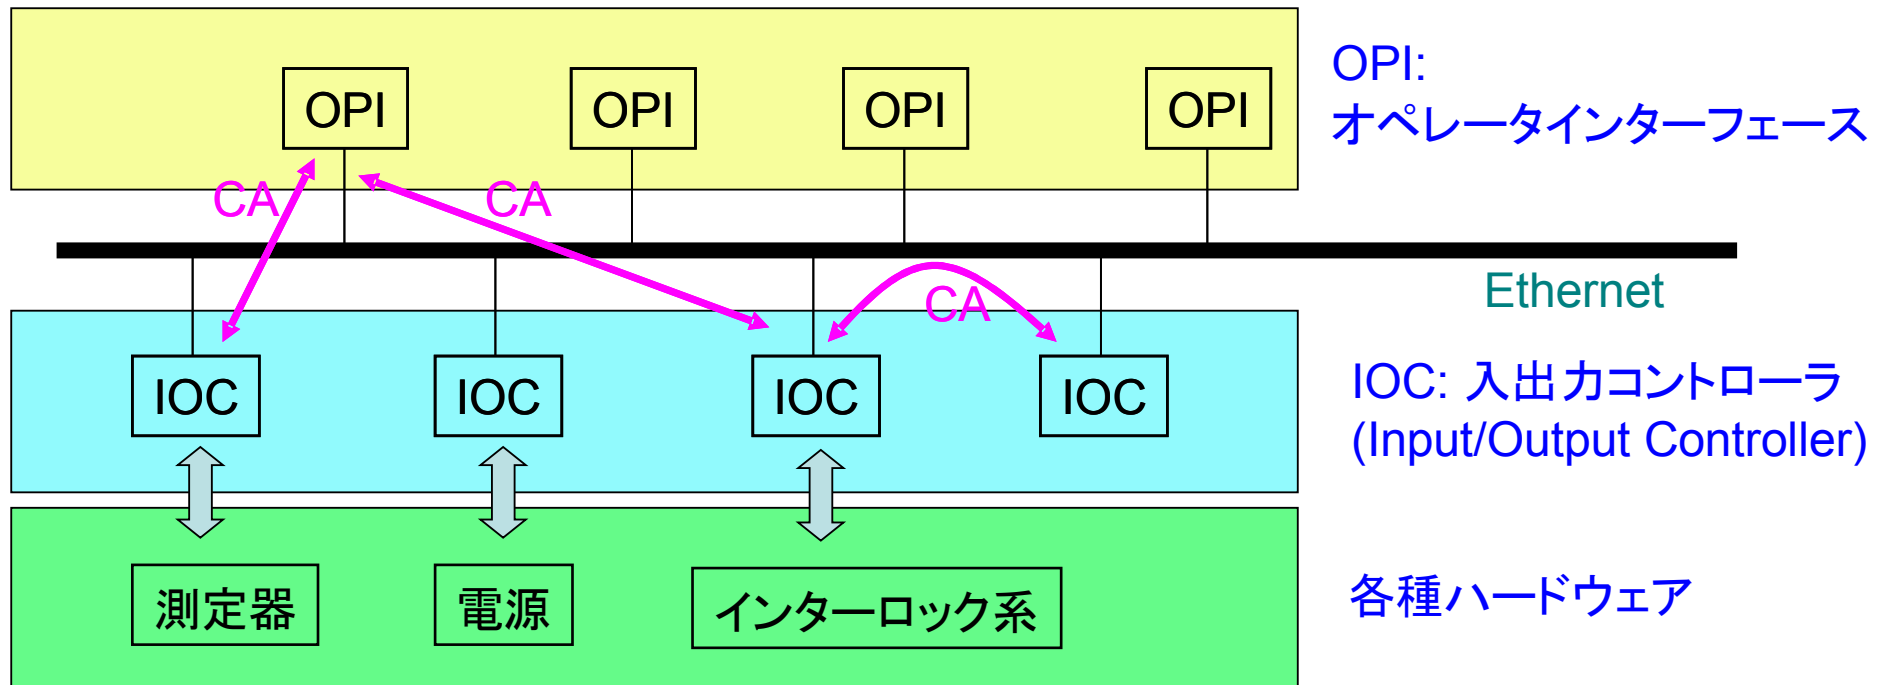 OPI
OPI
OPI
OPI
OPI:
オペレータインターフェース
CA
CA
Ethernet
CA
IOC
IOC
IOC
IOC
IOC: 入出力コントローラ
(Input/Output Controller)
測定器
電源
インターロック系
各種ハードウェア